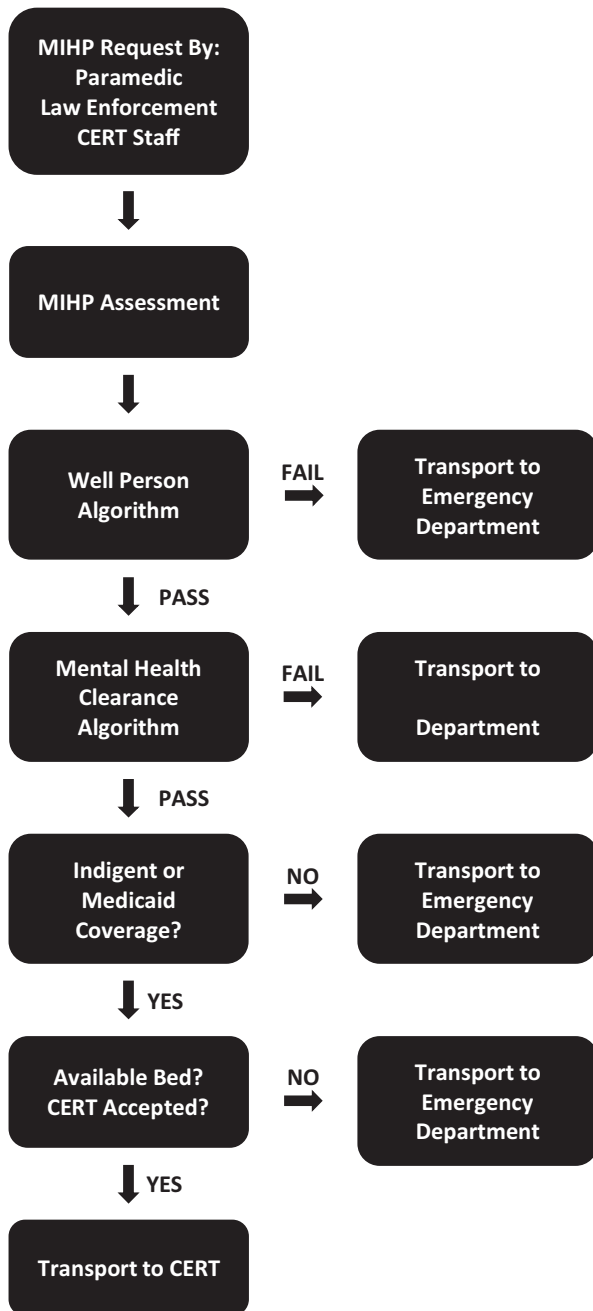 MIHP Request By:
Paramedic
Law Enforcement
CERT Staff
MIHP Assessment
Well Person
Algorithm
FAIL
Transport to
Emergency
Department
PASS
Mental Health
Clearance
Algorithm
FAIL
Transport to
Department
PASS
Indigent or
Medicaid
Coverage?
NO
Transport to
Emergency
Department
YES
Available Bed?
CERT Accepted?
NO
Transport to
Emergency
Department
YES
Transport to CERT